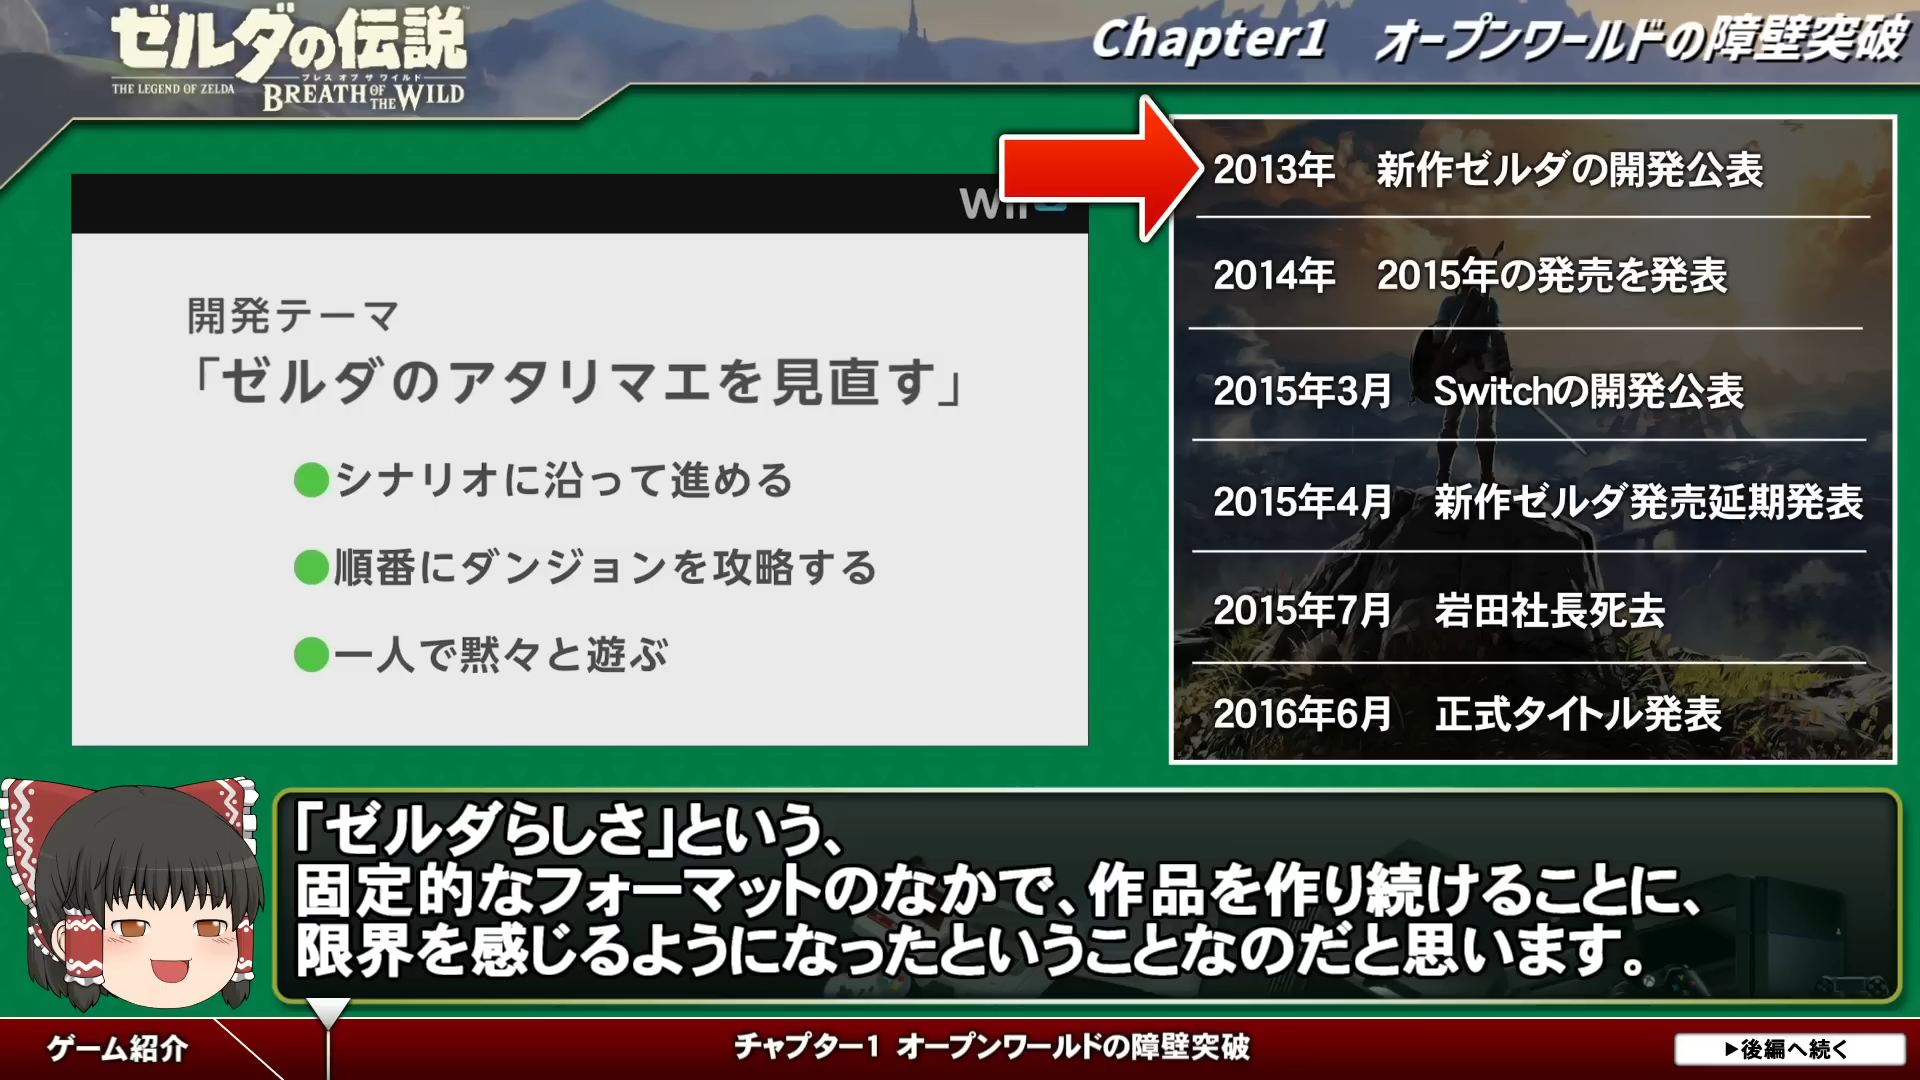 ゼルダの伝説
ブレス オブ ザ ワイルド
THE LEGEND OF ZELDA
BREATH OF THE WILD
Chapter1 オープンワールドの障壁突破
開発テーマ
「ゼルダのアタリマエを見直す」
●シナリオに沿って進める
●順番にダンジョンを攻略する
●一人で黙々と遊ぶ
2013年 新作ゼルダの開発公表
2014年 2015年の発売を発表
2015年3月 Switchの開発公表
2015年4月 新作ゼルダ発売延期発表
2015年7月 岩田社長死去
2016年6月 正式タイトル発表
「ゼルダらしさ」という、
固定的なフォーマットのなかで、作品を作り続けることに、
限界を感じるようになったということなのだと思います。
ゲーム紹介
チャプター1 オープンワールドの障壁突破
▶後編へ続く